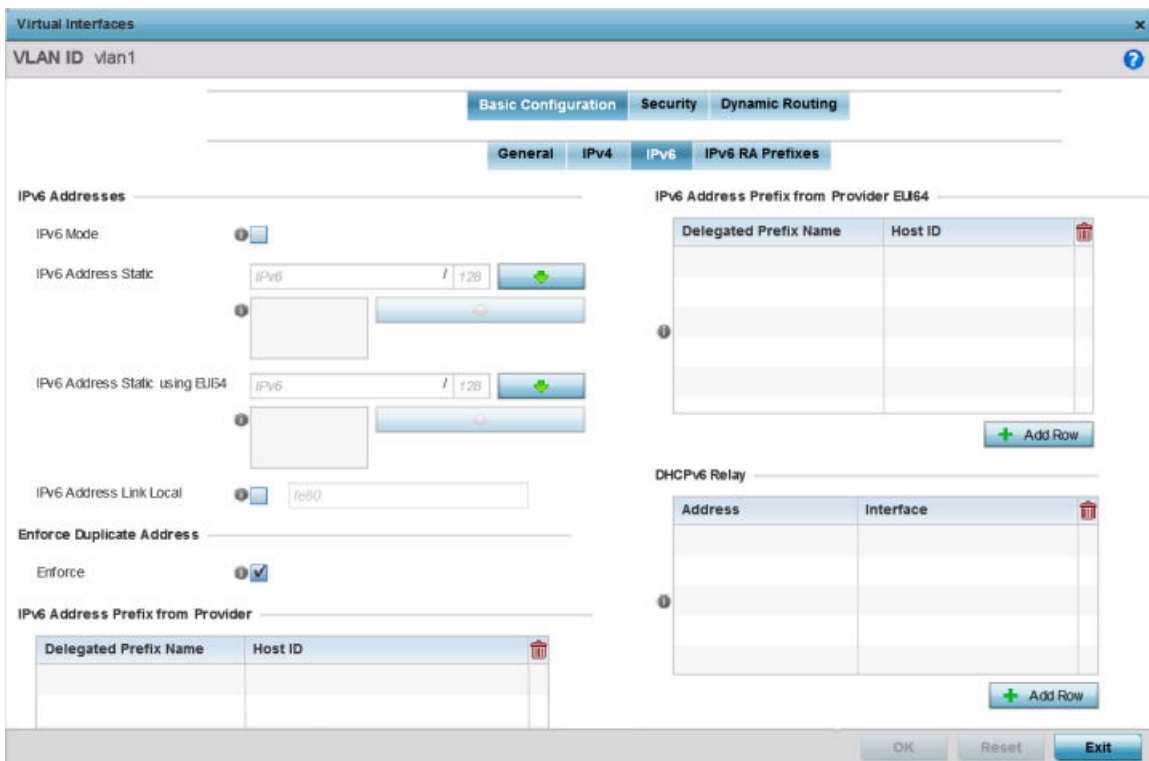 Virtual Interfaces
VLAN ID vlan1
Basic Configuration Security Dynamic Routing
General IPv4 IPv6 IPv6 RA Prefixes
IPv6 Addresses
IPv6 Mode
IPv6 Address Static
IPv6 / 128
IPv6 Address Static using EUI64
IPv6 / 128
IPv6 Address Link Local
fe80:
Enforce Duplicate Address
Enforce
IPv6 Address Prefix from Provider
Delegated Prefix Name Host ID
IPv6 Address Prefix from Provider EUI64
Delegated Prefix Name Host ID
Add Row
DHCPv6 Relay
Address Interface
Add Row
OK Reset Exit